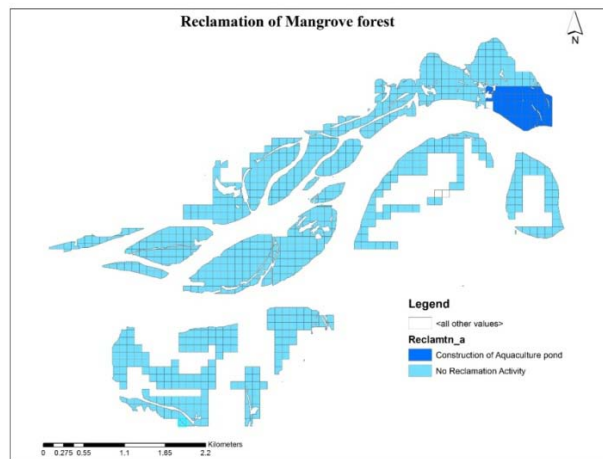 Reclamation of Mangrove forest
N
Legend
<all other values>
Reclamtn_a
Construction of Aquaculture pond
No Reclamation Activity
Kilometers
0 0.275 0.55 1.1 1.65 2.2